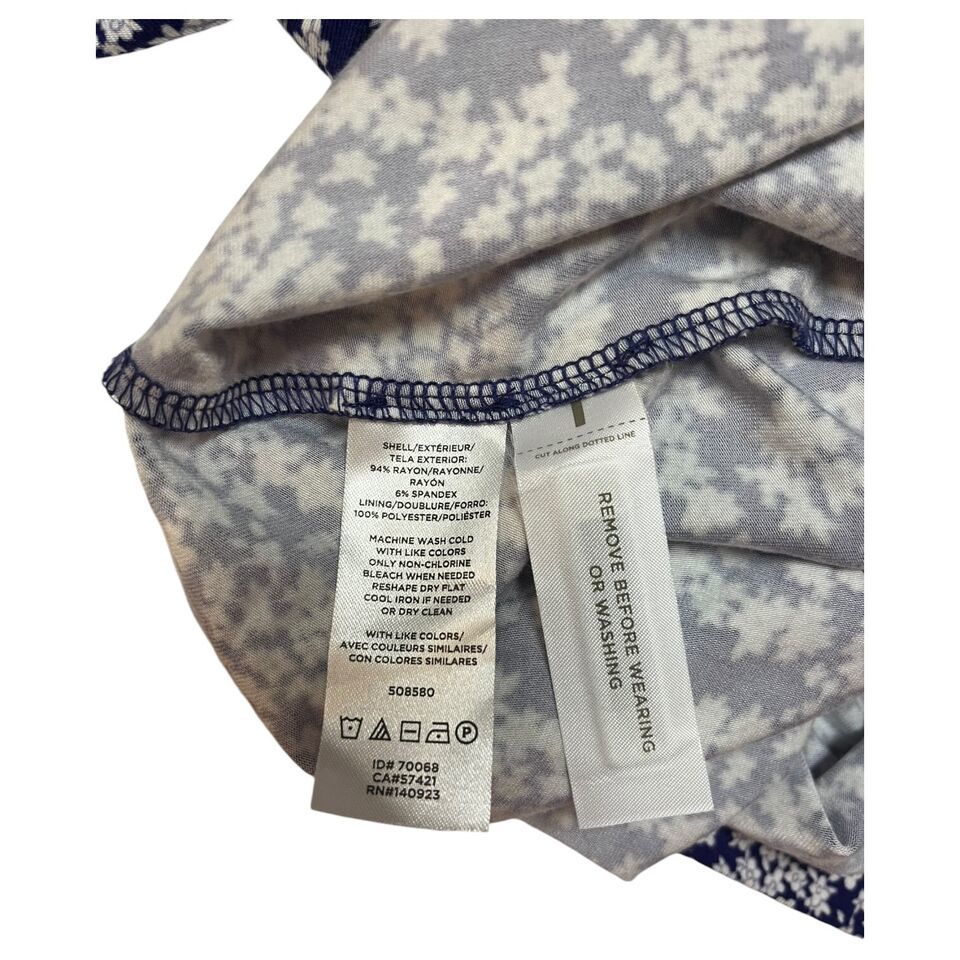 SHELL/EXTÉRIEUR/
TELA EXTERIOR:
94% RAYON/RAYONNE/
RAYÓN
6% SPANDEX
LINING/DOUBLURE/FORRO:
100% POLYESTER/POLIÉSTER
MACHINE WASH COLD
WITH LIKE COLORS
ONLY NON-CHLORINE
BLEACH WHEN NEEDED
RESHAPE DRY FLAT
COOL IRON IF NEEDED
OR DRY CLEAN
WITH LIKE COLORS/
AVEC COULEURS SIMILAIRES/
CON COLORES SIMILARES
508580
P
ID# 70068
CA#57421
RN#140923
CUT ALONG DOTTED LINE
REMOVE BEFORE WEARING
OR WASHING